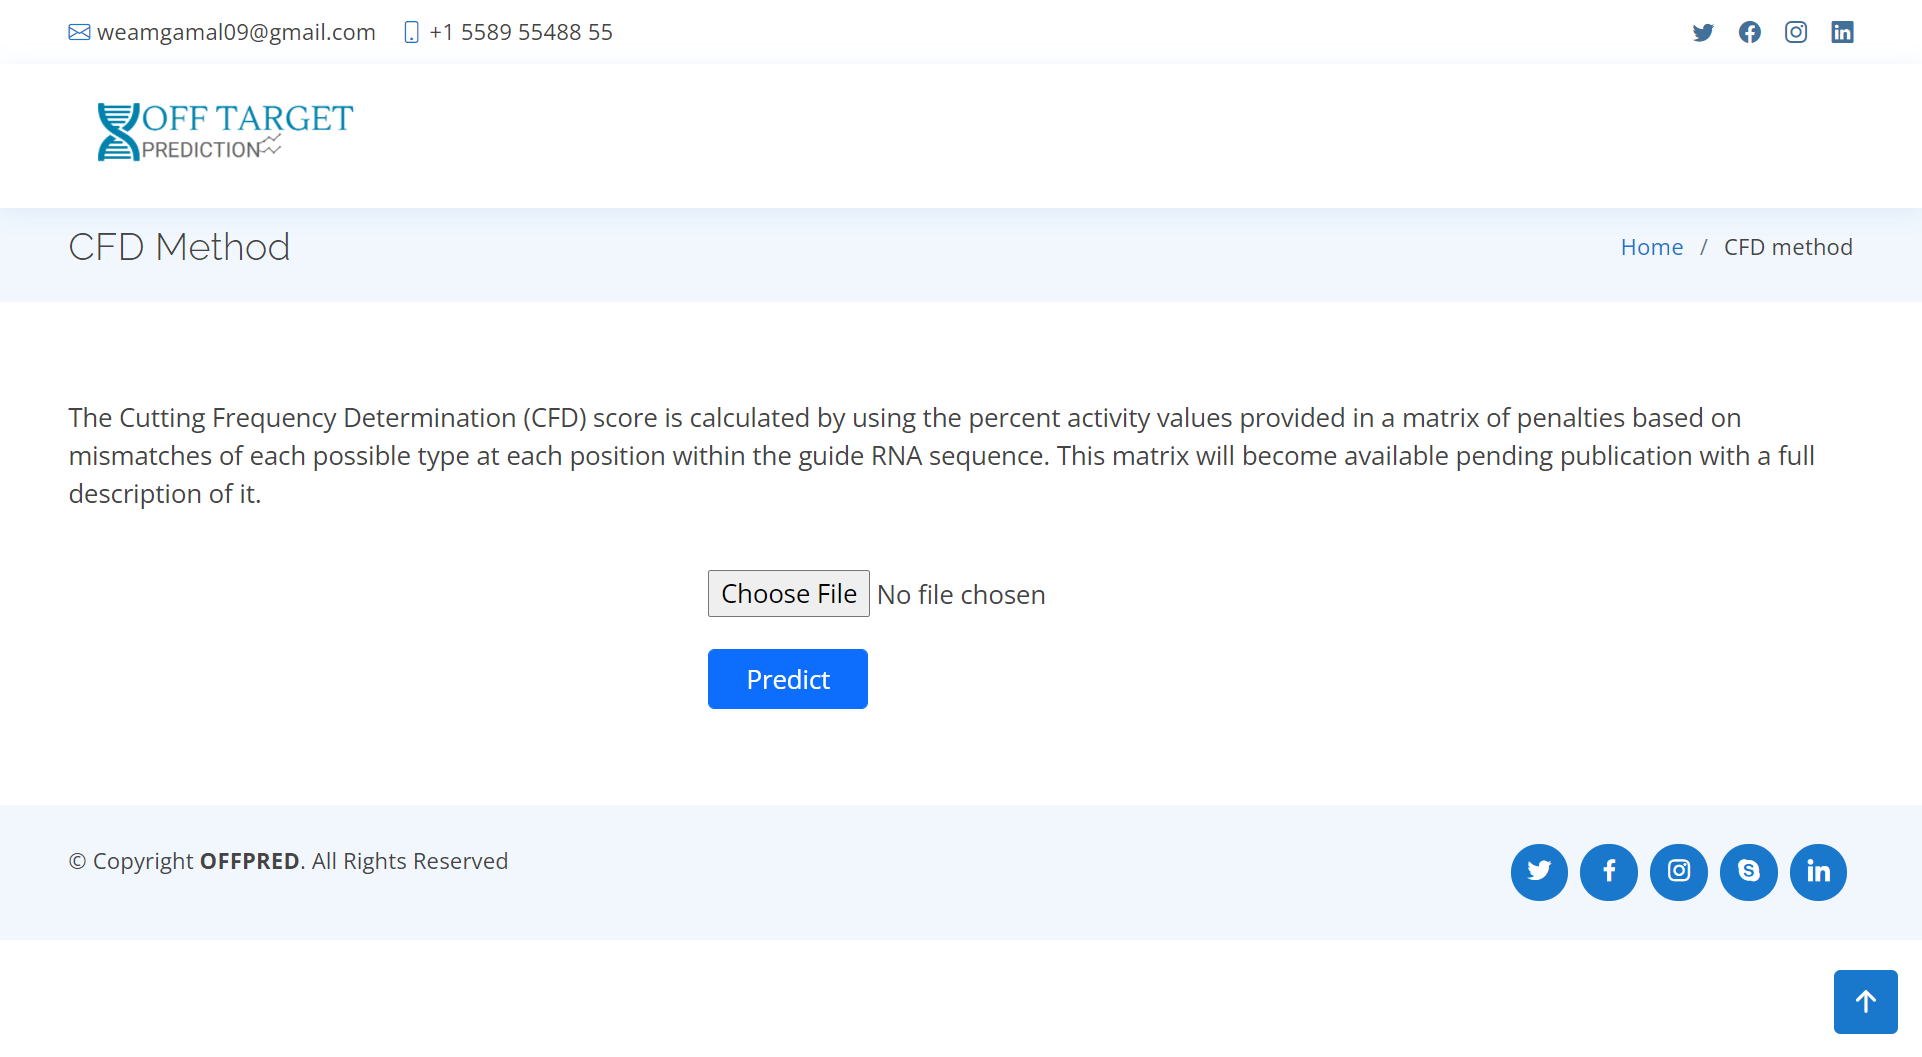 weamgamal09@gmail.com +1 5589 55488 55
OFF TARGET
PREDICTION
CFD Method
Home / CFD method
The Cutting Frequency Determination (CFD) score is calculated by using the percent activity values provided in a matrix of penalties based on
mismatches of each possible type at each position within the guide RNA sequence. This matrix will become available pending publication with a full
description of it.
Choose File No file chosen
Predict
© Copyright OFFPRED. All Rights Reserved